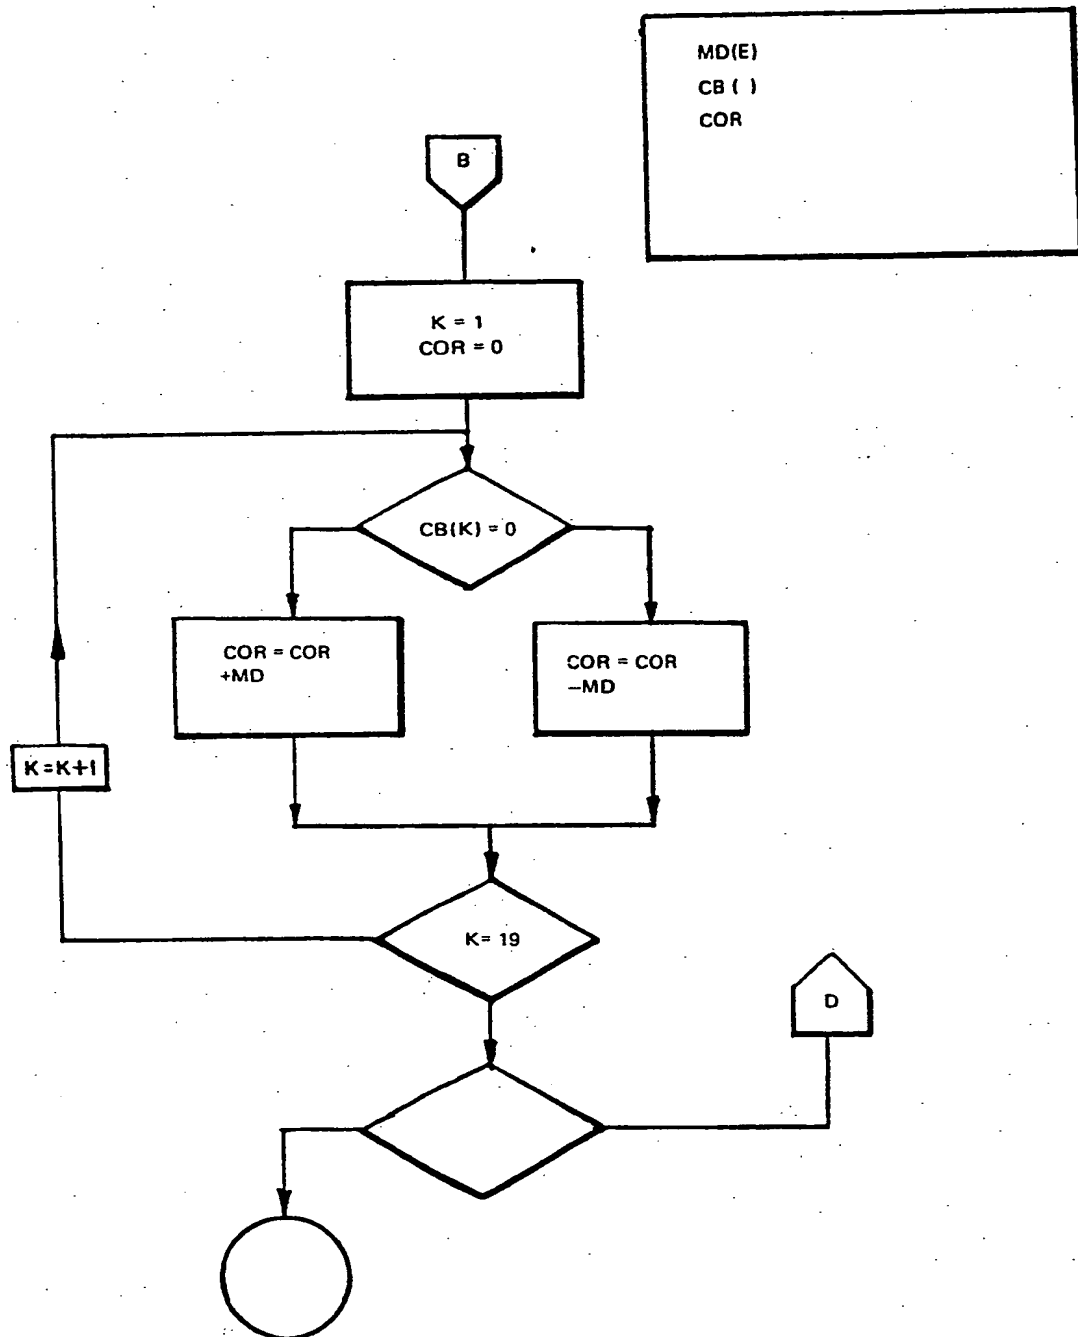 MD(E)
CB ( )
COR
B
K = 1
COR = 0
CB(K) = 0
COR = COR
+MD
COR = COR
−MD
K=K+1
K= 19
D